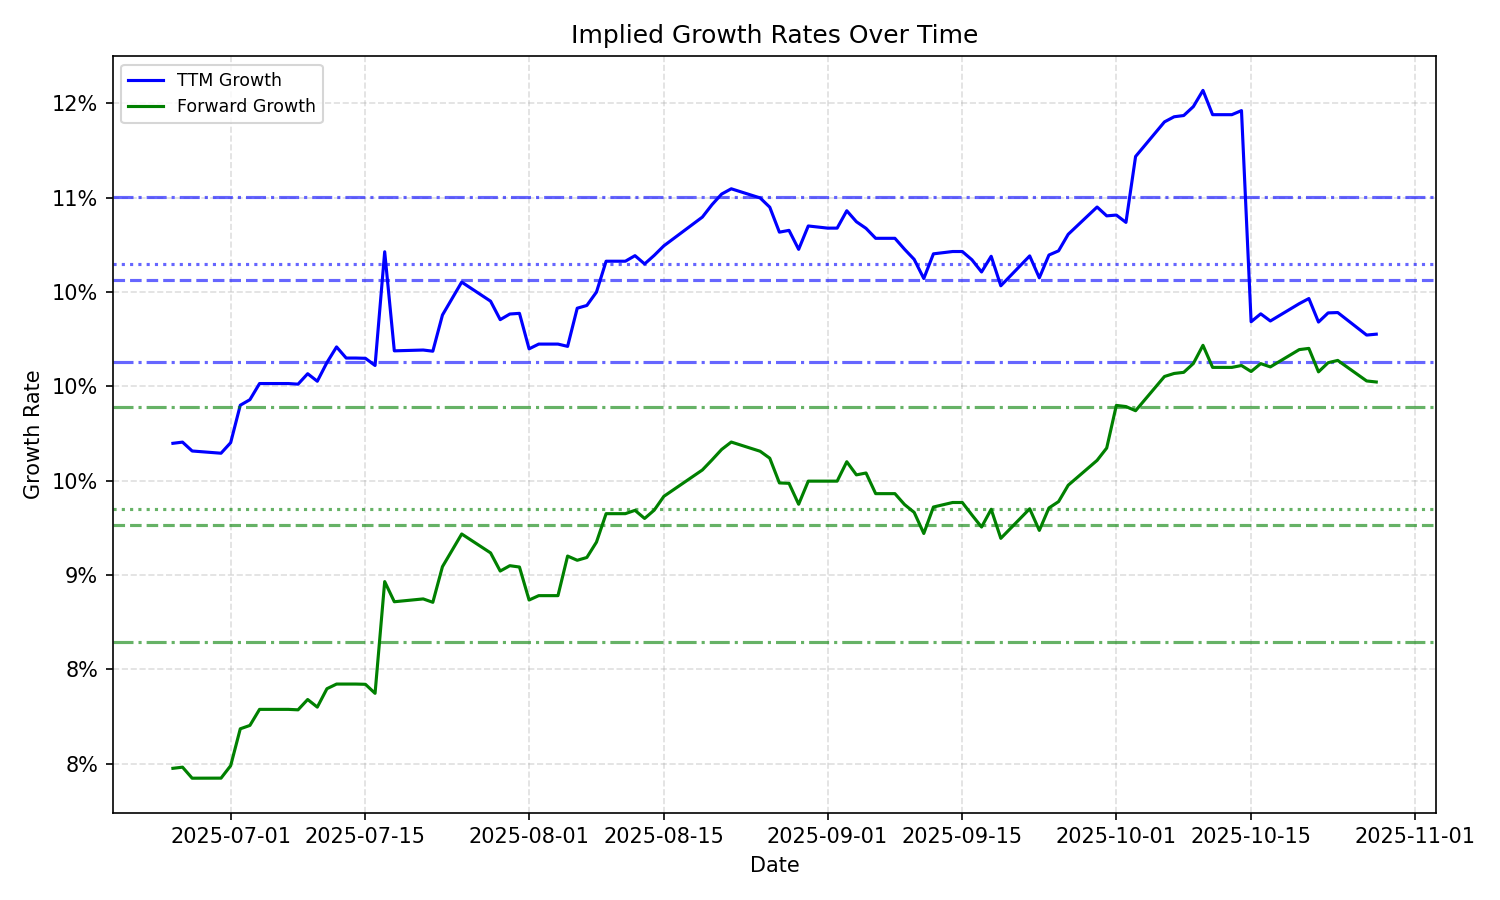 Implied Growth Rates Over Time
TTM Growth
Forward Growth
12%
11%
10%
10%
10%
9%
8%
8%
Growth Rate
2025-07-01 2025-07-15 2025-08-01 2025-08-15 2025-09-01 2025-09-15 2025-10-01 2025-10-15 2025-11-01
Date